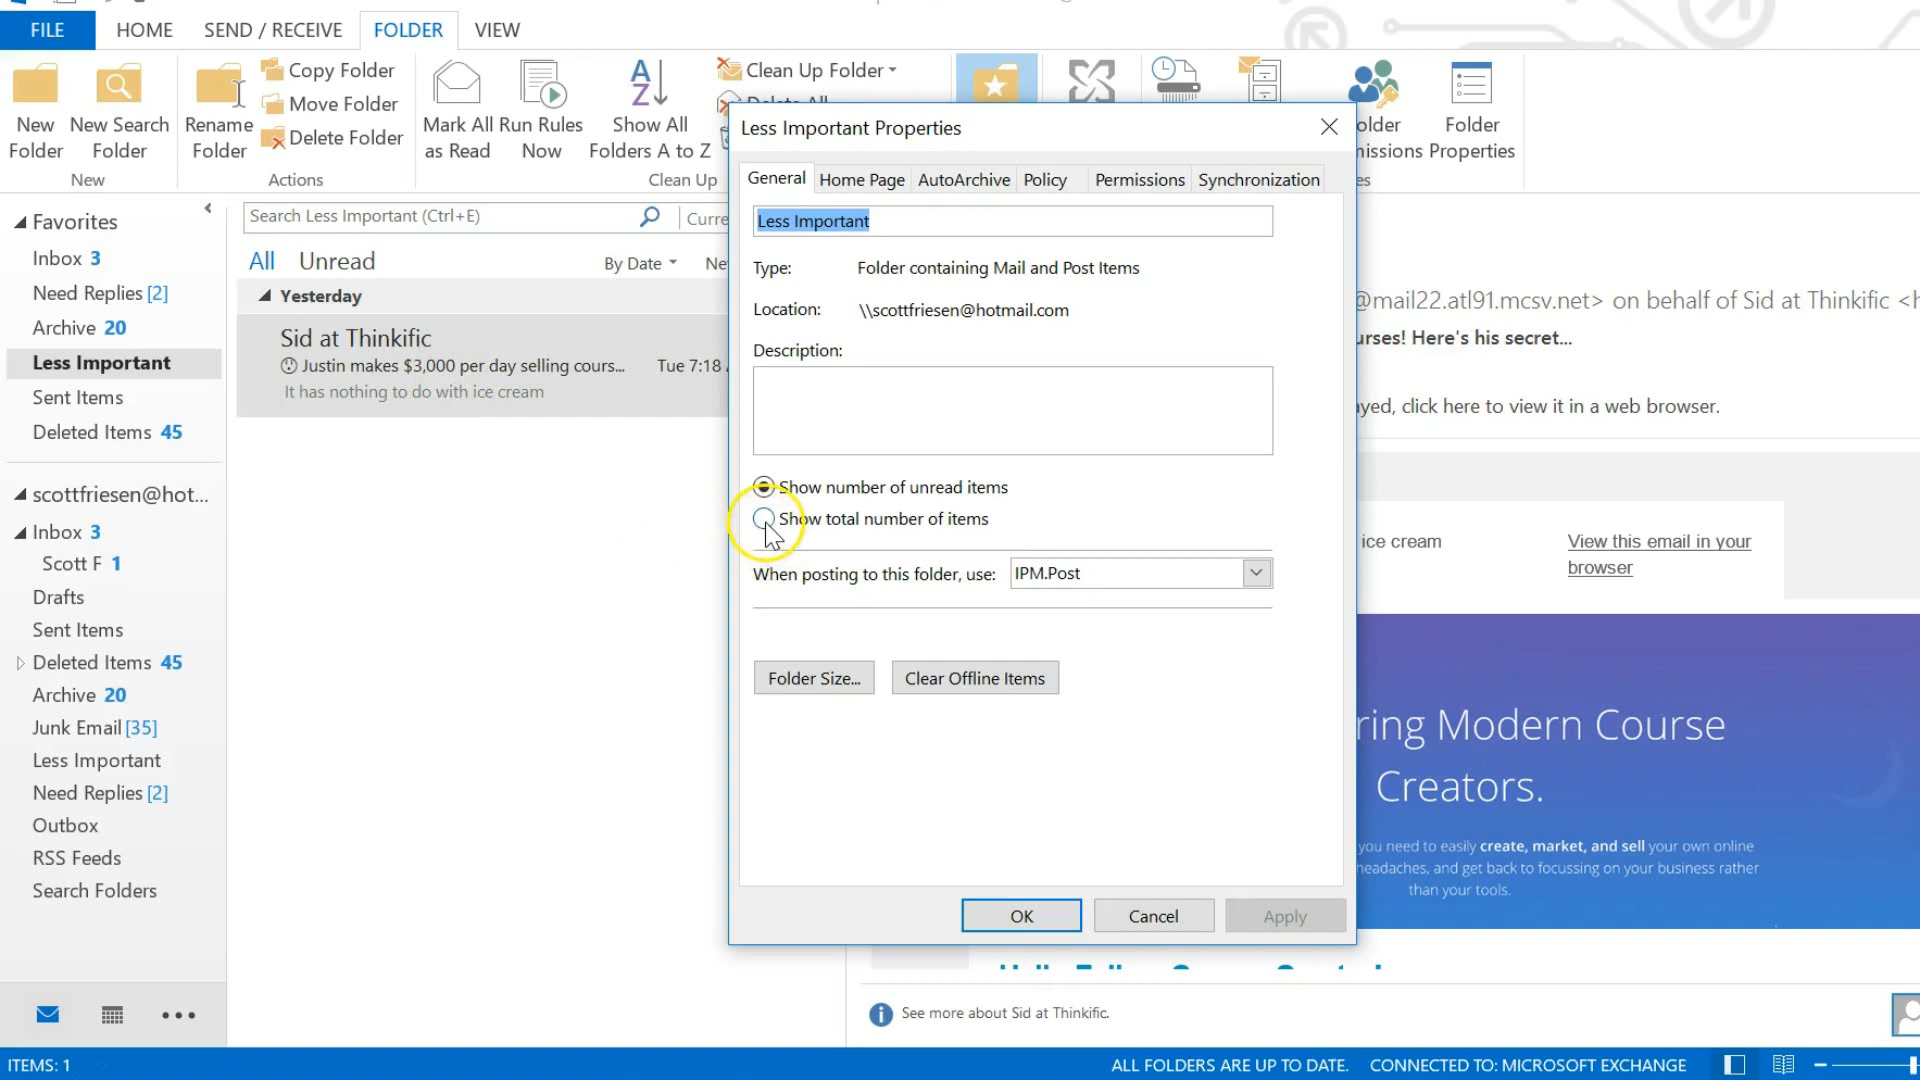 FILE
HOME
SEND / RECEIVE
FOLDER
VIEW
New
Folder
New Search
Folder
New
Rename
Folder
Copy Folder
Move Folder
Delete Folder
Actions
Mark All
as Read
Run Rules
Now
Show All
Folders A to Z
Clean Up Folder
Delete All
Clean Up
Folder
Properties
Favorites
Inbox 3
Need Replies [2]
Archive 20
Less Important
Sent Items
Deleted Items 45
scottfriesen@hot...
Inbox 3
Scott F 1
Drafts
Sent Items
Deleted Items 45
Archive 20
Junk Email [35]
Less Important
Need Replies [2]
Outbox
RSS Feeds
Search Folders
Search Less Important (Ctrl+E)
Curre
All Unread
By Date
Ne
Yesterday
Sid at Thinkific
Justin makes $3,000 per day selling cours...
Tue 7:18
It has nothing to do with ice cream
Less Important Properties
General
Home Page
AutoArchive
Policy
Permissions
Synchronization
Less Important
Type: Folder containing Mail and Post Items
Location: \\scottfriesen@hotmail.com
Description:
Show number of unread items
Show total number of items
When posting to this folder, use: IPM.Post
Folder Size...
Clear Offline Items
OK
Cancel
Apply
older
missions
es
@mail22.atl91.mcsv.net> on behalf of Sid at Thinkific <h
urses! Here's his secret...
ayed, click here to view it in a web browser.
ice cream
View this email in your
browser
ring Modern Course
Creators.
you need to easily create, market, and sell your own online
headaches, and get back to focussing on your business rather
than your tools.
See more about Sid at Thinkific.
ITEMS: 1
ALL FOLDERS ARE UP TO DATE.
CONNECTED TO: MICROSOFT EXCHANGE